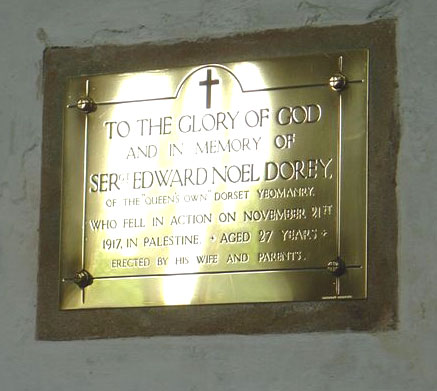 TO THE GLORY OF GOD
AND IN MEMORY OF
SERGT EDWARD NOEL DOREY,
OF THE "QUEEN'S OWN" DORSET YEOMANRY.
WHO FELL IN ACTION ON NOVEMBER 21ST
1917, IN PALESTINE. + AGED 27 YEARS +
ERECTED BY HIS WIFE AND PARENTS.